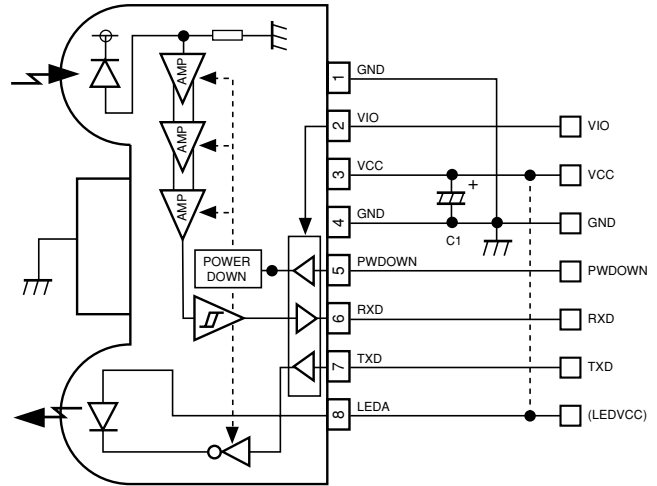 AMP
AMP
AMP
POWER
DOWN
1 GND
2 VIO VIO
3 VCC VCC
+
C1
4 GND GND
5 PWDOWN PWDOWN
6 RXD RXD
7 TXD TXD
8 LEDA (LEDVCC)